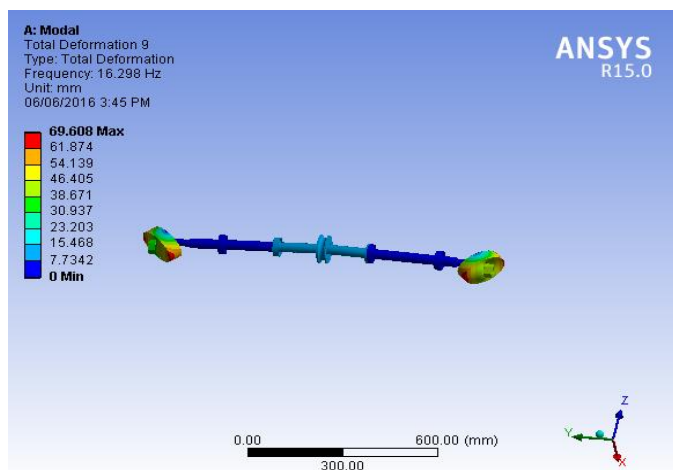 A: Modal
Total Deformation 9
Type: Total Deformation
Frequency: 16.298 Hz
Unit: mm
06/06/2016 3:45 PM
ANSYS
R15.0
69.608 Max
61.874
54.139
46.405
38.671
30.937
23.203
15.468
7.7342
0 Min
0.00
600.00 (mm)
300.00
Z
Y
X